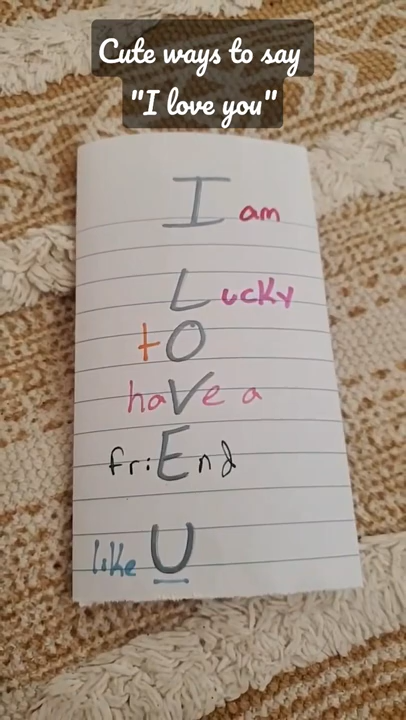 Cute ways to say
"I love you"
I am
Lucky
to
haVe a
friEnd
like U